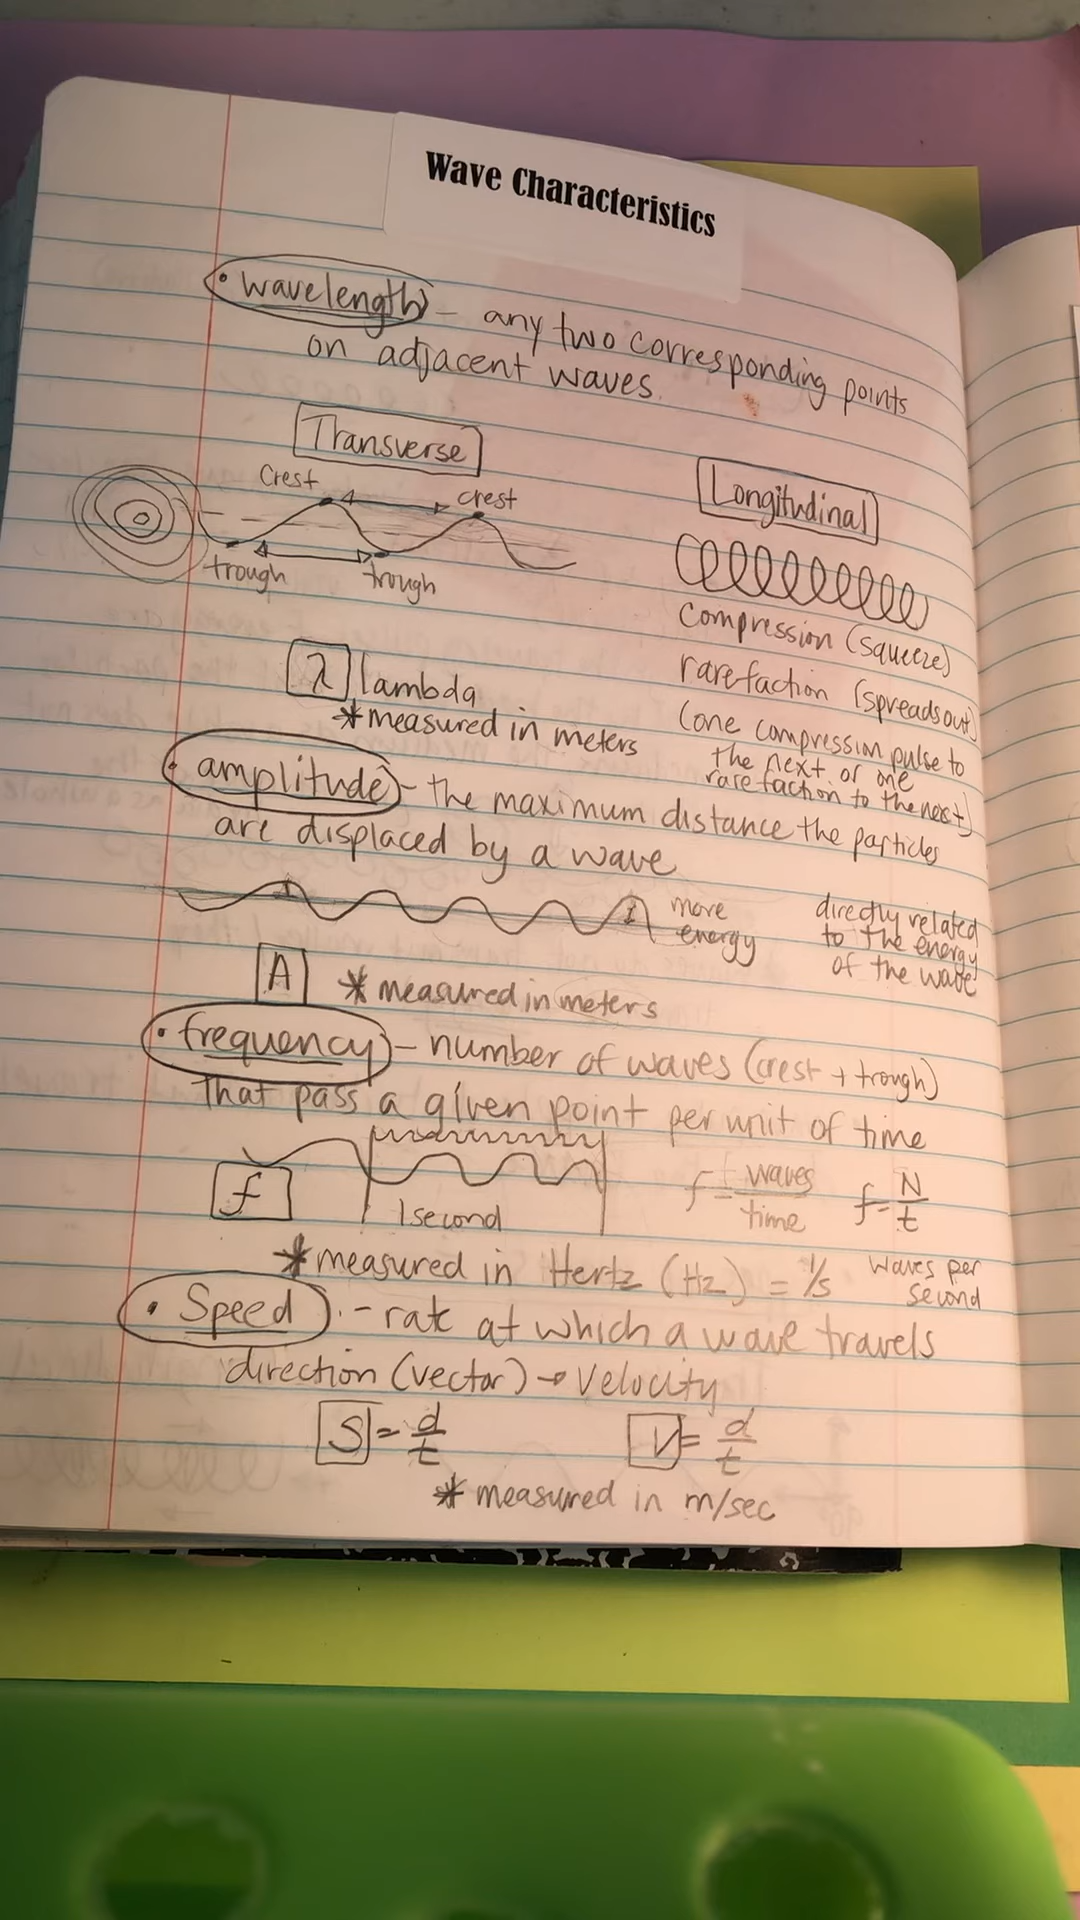 Wave Characteristics
• wavelength – any two corresponding points
on adjacent waves.
Transverse
Crest
crest
trough
trough
Longitudinal
compression (squeeze)
rarefaction (spreads out)
(one compression pulse to
the next or one
rarefaction to the next)
λ lambda
*measured in meters
• amplitude – the maximum distance the particles
are displaced by a wave
more
energy
directly related
to the energy
of the wave
A * measured in meters
• frequency – number of waves (crest + trough)
that pass a given point per unit of time
f
1 second
f = waves/time
f = N/t
*measured in Hertz (Hz) = 1/s
waves per
second
• Speed . – rate at which a wave travels
direction (vector) → velocity
S = d/t
V = d/t
* measured in m/sec